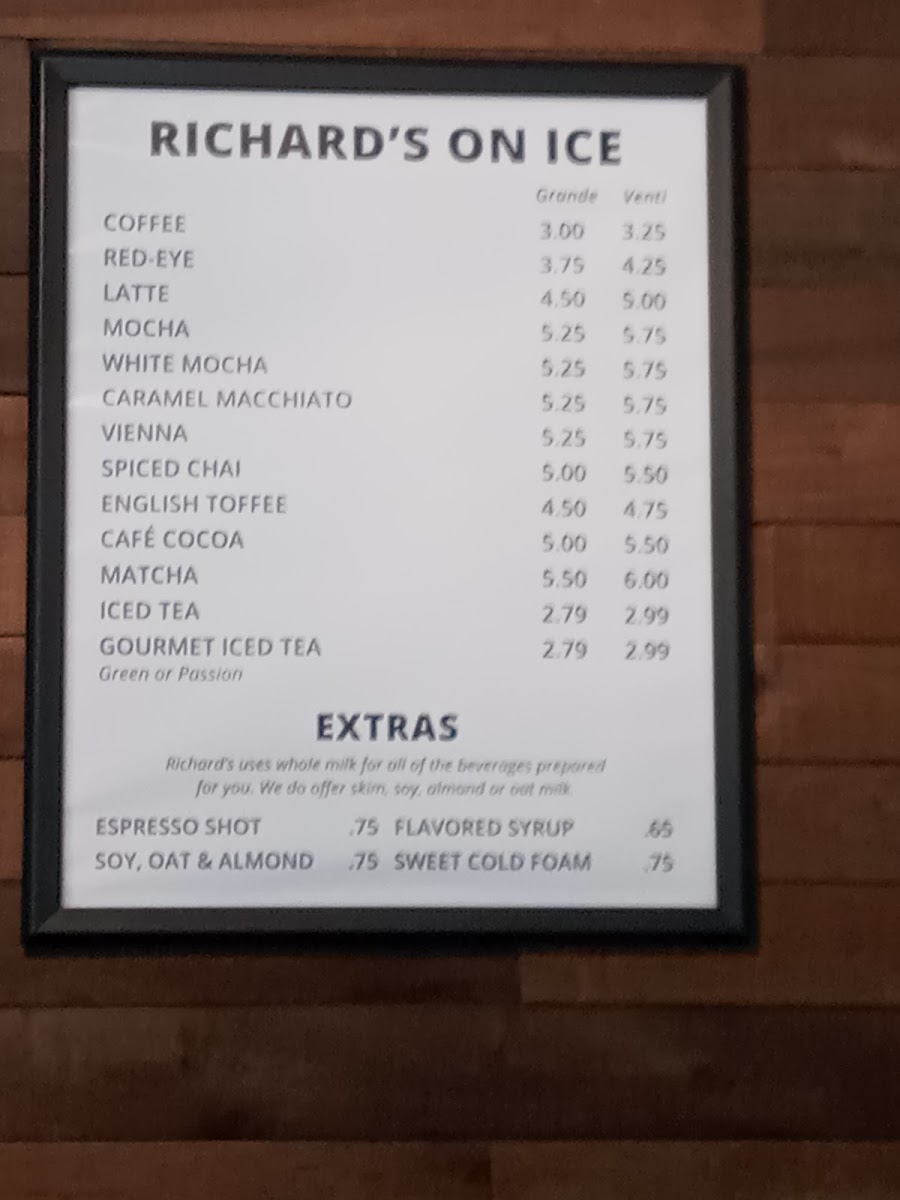 RICHARD'S ON ICE
Grande Venti
COFFEE 3.00 3.25
RED-EYE 3.75 4.25
LATTE 4.50 5.00
MOCHA 5.25 5.75
WHITE MOCHA 5.25 5.75
CARAMEL MACCHIATO 5.25 5.75
VIENNA 5.25 5.75
SPICED CHAI 5.00 5.50
ENGLISH TOFFEE 4.50 4.75
CAFÉ COCOA 5.00 5.50
MATCHA 5.50 6.00
ICED TEA 2.79 2.99
GOURMET ICED TEA 2.79 2.99
Green or Passion
EXTRAS
Richard's uses whole milk for all of the beverages prepared
for you. We do offer skim, soy, almond or oat milk.
ESPRESSO SHOT .75 FLAVORED SYRUP .65
SOY, OAT & ALMOND .75 SWEET COLD FOAM .75